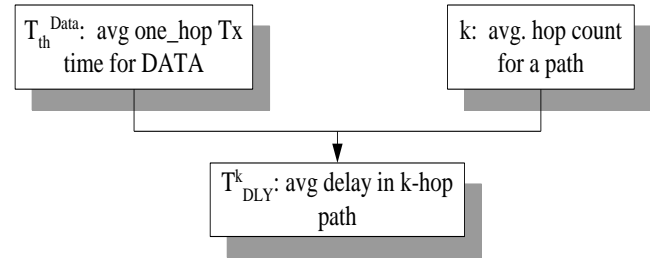 T_th^Data: avg one_hop Tx
time for DATA
k: avg. hop count
for a path
T^k_DLY: avg delay in k-hop
path